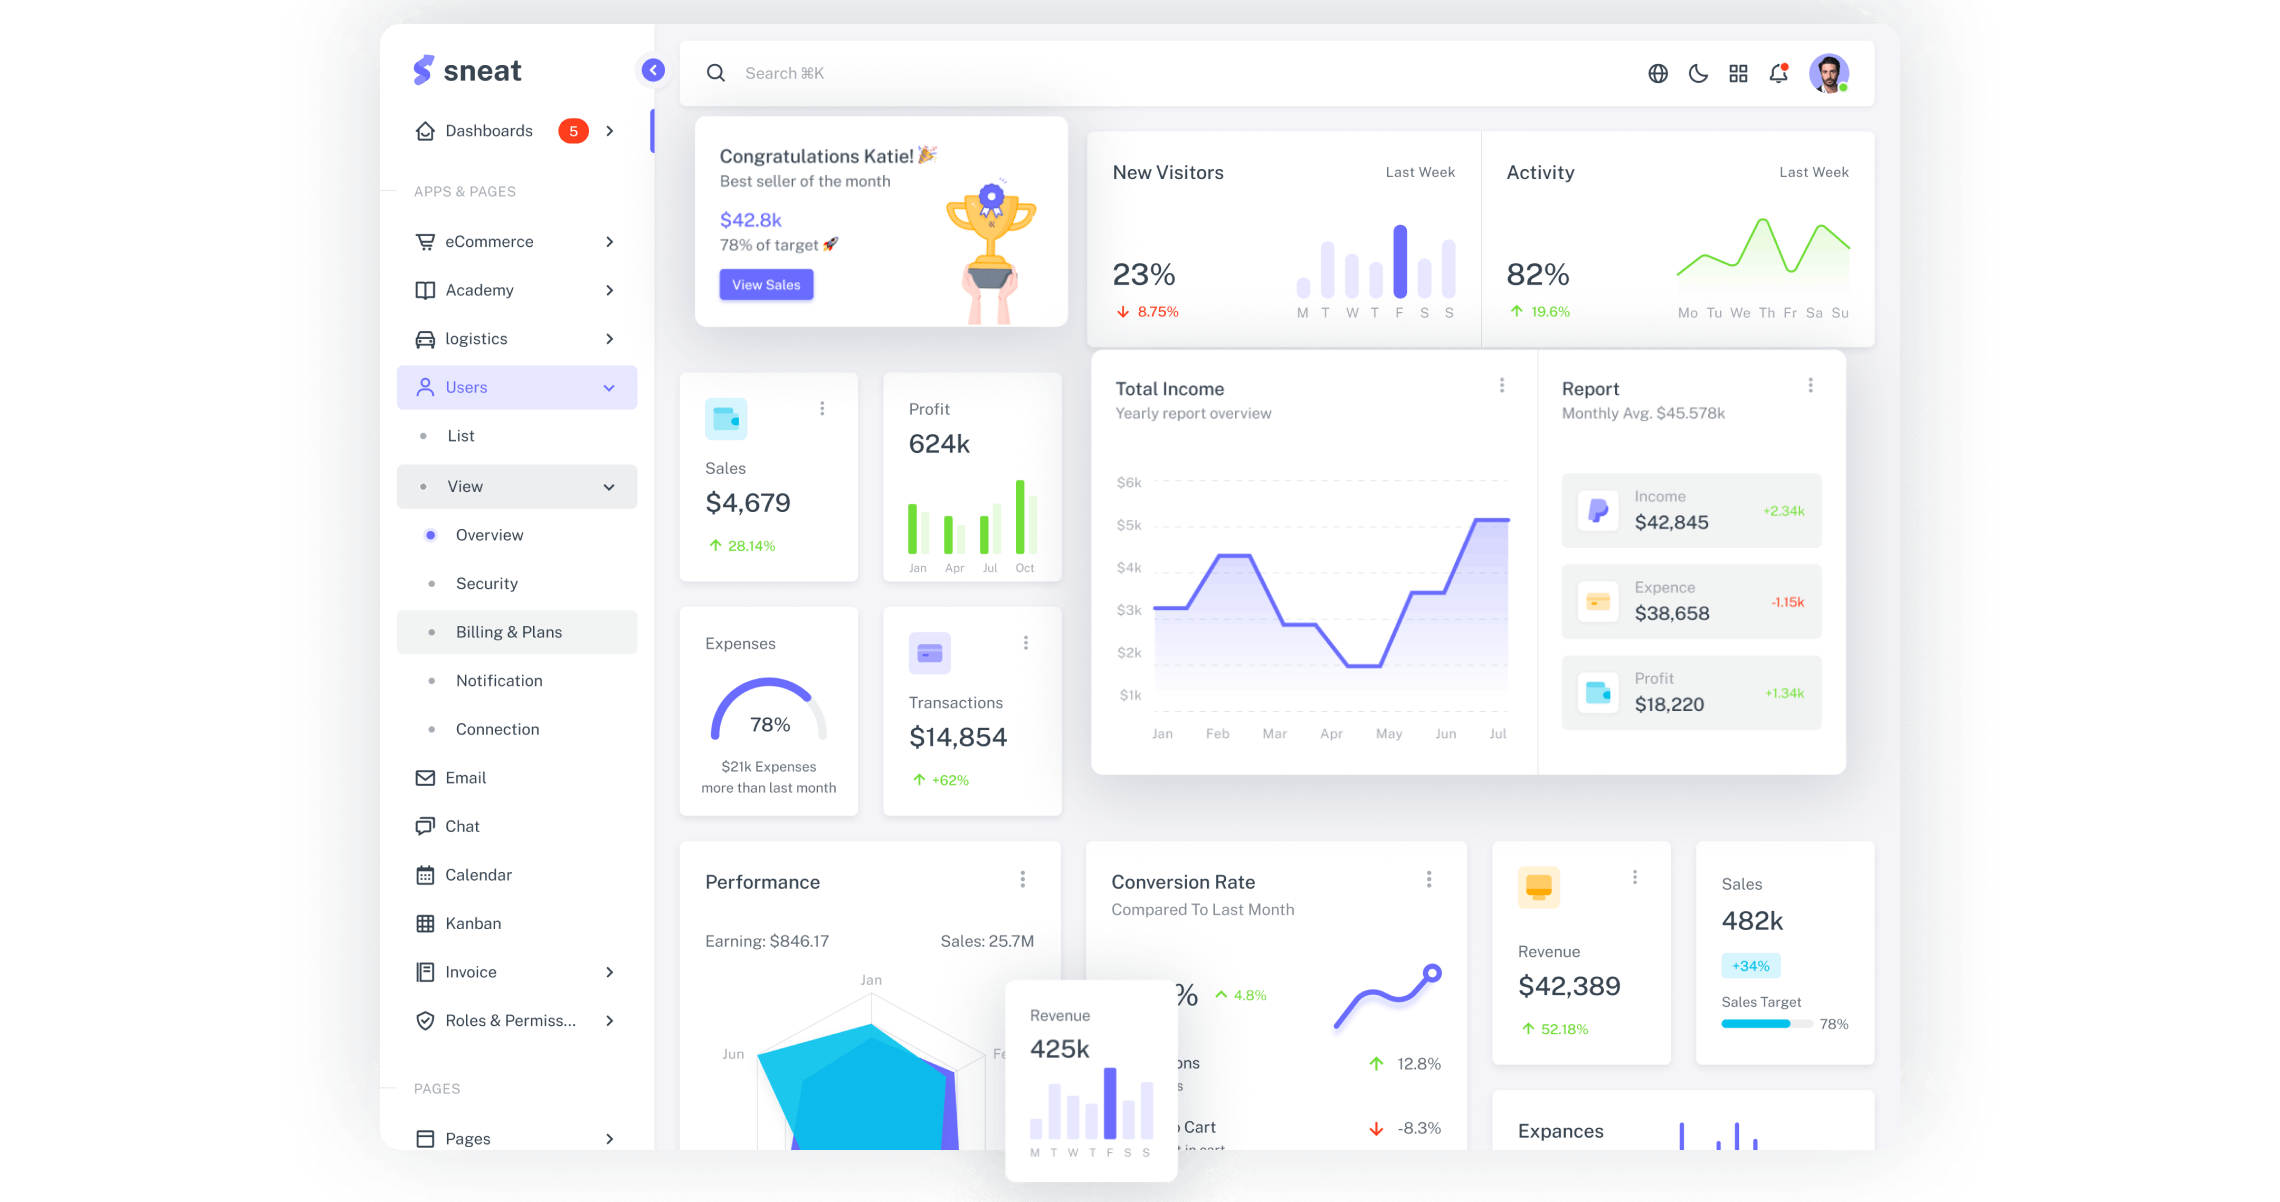 sneat
Dashboards 5
APPS & PAGES
eCommerce
Academy
logistics
Users
List
View
Overview
Security
Billing & Plans
Notification
Connection
Email
Chat
Calendar
Kanban
Invoice
Roles & Permiss...
PAGES
Pages
Search ⌘K
Congratulations Katie! 🎉
Best seller of the month
$42.8k
78% of target 🚀
View Sales
New Visitors Last Week
23%
8.75%
M T W T F S S
Activity Last Week
82%
19.6%
Mo Tu We Th Fr Sa Su
Sales
$4,679
28.14%
Profit
624k
Jan Apr Jul Oct
Expenses
78%
$21k Expenses
more than last month
Transactions
$14,854
+62%
Total Income
Yearly report overview
$6k
$5k
$4k
$3k
$2k
$1k
Jan Feb Mar Apr May Jun Jul
Report
Monthly Avg. $45.578k
Income
$42,845
+2.34k
Expence
$38,658
-1.15k
Profit
$18,220
+1.34k
Performance
Earning: $846.17 Sales: 25.7M
Jan
Jun
Revenue
425k
M T W T F S S
Conversion Rate
Compared To Last Month
% 4.8%
12.8%
Cart
-8.3%
in cart
Revenue
$42,389
52.18%
Sales
482k
+34%
Sales Target
78%
Expances